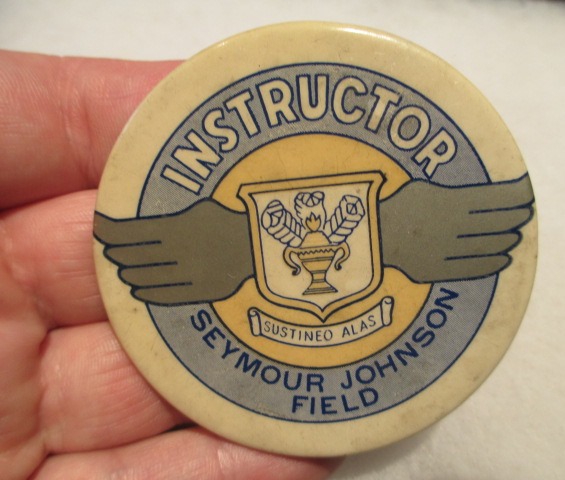 INSTRUCTOR
SUSTINEO ALAS
SEYMOUR JOHNSON
FIELD